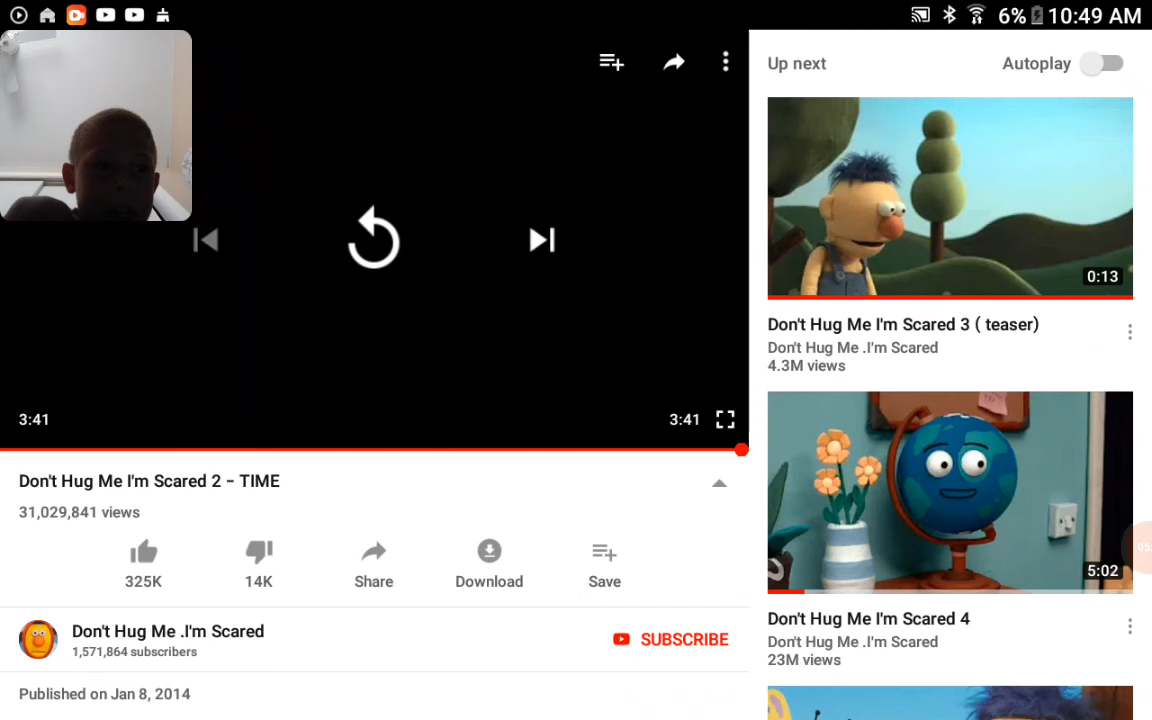 6% 10:49 AM
Up next
Autoplay
0:13
Don't Hug Me I'm Scared 3 ( teaser)
Don't Hug Me .I'm Scared
4.3M views
3:41
3:41
Don't Hug Me I'm Scared 2 – TIME
31,029,841 views
325K
14K
Share
Download
Save
Don't Hug Me .I'm Scared
1,571,864 subscribers
SUBSCRIBE
Published on Jan 8, 2014
5:02
Don't Hug Me I'm Scared 4
Don't Hug Me .I'm Scared
23M views